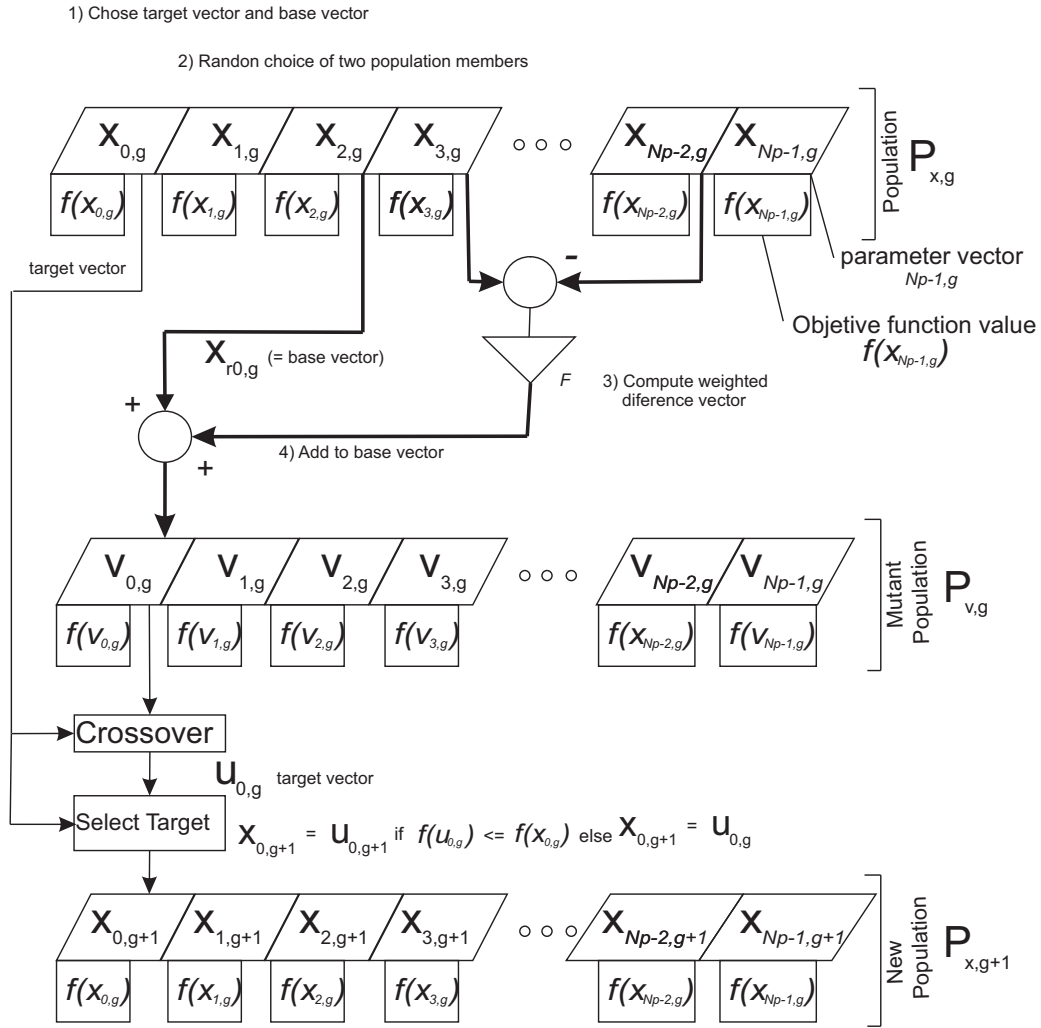 1) Chose target vector and base vector
2) Randon choice of two population members
x0,g x1,g x2,g x3,g xNp-2,g xNp-1,g
f(x0,g) f(x1,g) f(x2,g) f(x3,g) f(xNp-2,g) f(xNp-1,g)
Population
Px,g
target vector
-
parameter vector
Np-1,g
Objetive function value
f(xNp-1,g)
xr0,g (= base vector)
F
3) Compute weighted
diference vector
+
4) Add to base vector
+
v0,g v1,g v2,g v3,g vNp-2,g vNp-1,g
f(v0,g) f(v1,g) f(v2,g) f(v3,g) f(xNp-2,g) f(vNp-1,g)
Mutant
Population
Pv,g
Crossover
u0,g target vector
Select Target
x0,g+1 = u0,g+1 if f(u0,g) <= f(x0,g) else x0,g+1 = u0,g
x0,g+1 x1,g+1 x2,g+1 x3,g+1 xNp-2,g+1 xNp-1,g+1
f(x0,g) f(x1,g) f(x2,g) f(x3,g) f(xNp-2,g) f(xNp-1,g)
New
Population
Px,g+1